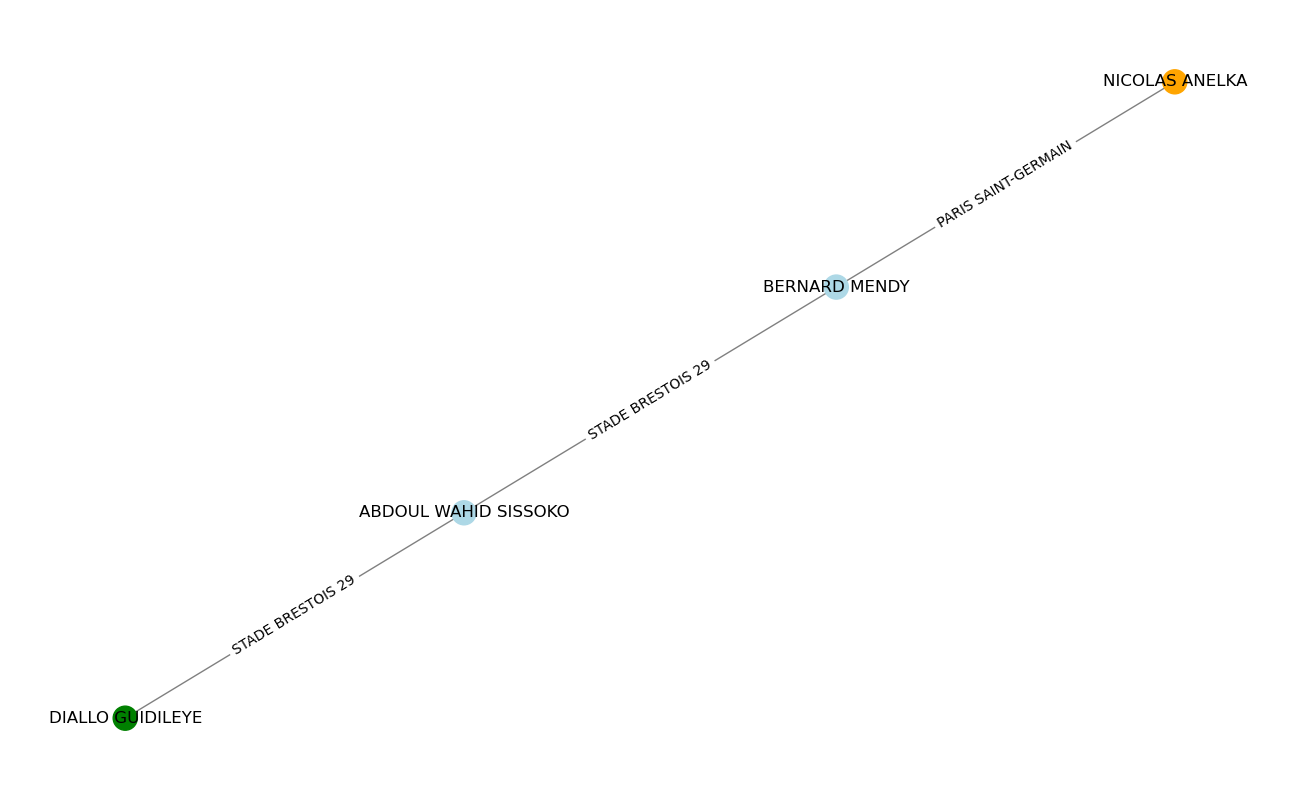 NICOLAS ANELKA
PARIS SAINT-GERMAIN
BERNARD MENDY
STADE BRESTOIS 29
ABDOUL WAHID SISSOKO
STADE BRESTOIS 29
DIALLO GUIDILEYE